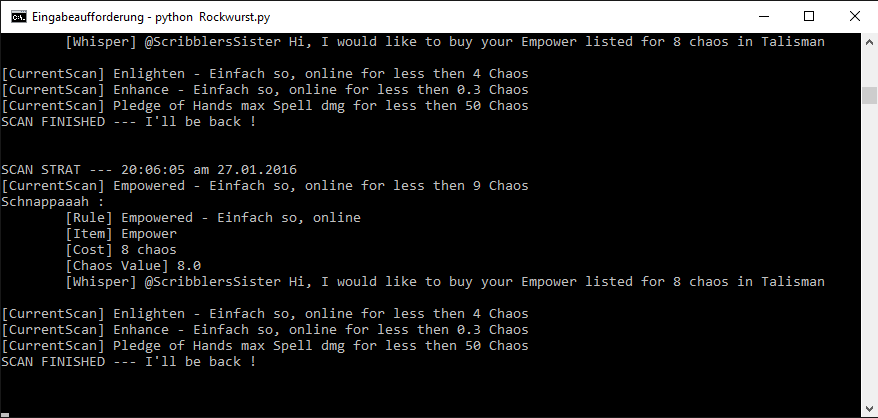 Eingabeaufforderung - python  Rockwurst.py
[Whisper] @ScribblersSister Hi, I would like to buy your Empower listed for 8 chaos in Talisman
[CurrentScan] Enlighten - Einfach so, online for less then 4 Chaos
[CurrentScan] Enhance - Einfach so, online for less then 0.3 Chaos
[CurrentScan] Pledge of Hands max Spell dmg for less then 50 Chaos
SCAN FINISHED --- I'll be back !
SCAN STRAT --- 20:06:05 am 27.01.2016
[CurrentScan] Empowered - Einfach so, online for less then 9 Chaos
Schnappaaah :
[Rule] Empowered - Einfach so, online
[Item] Empower
[Cost] 8 chaos
[Chaos Value] 8.0
[Whisper] @ScribblersSister Hi, I would like to buy your Empower listed for 8 chaos in Talisman
[CurrentScan] Enlighten - Einfach so, online for less then 4 Chaos
[CurrentScan] Enhance - Einfach so, online for less then 0.3 Chaos
[CurrentScan] Pledge of Hands max Spell dmg for less then 50 Chaos
SCAN FINISHED --- I'll be back !